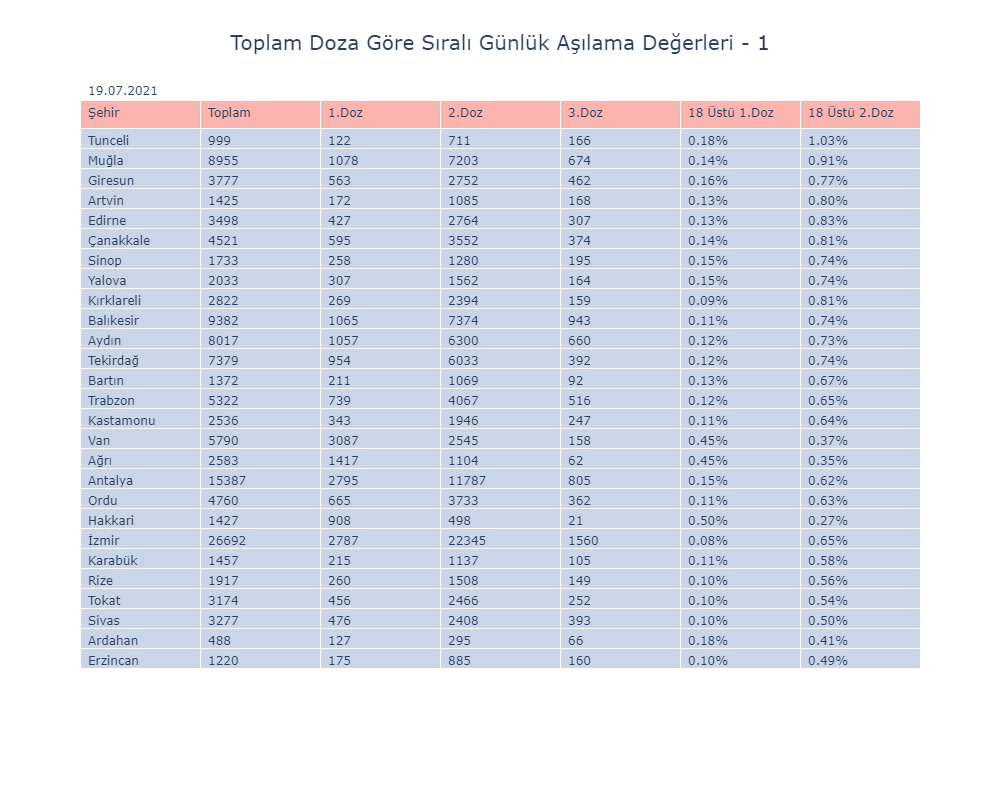 Toplam Doza Göre Sıralı Günlük Aşılama Değerleri - 1
19.07.2021
Şehir Toplam 1.Doz 2.Doz 3.Doz 18 Üstü 1.Doz 18 Üstü 2.Doz
Tunceli 999 122 711 166 0.18% 1.03%
Muğla 8955 1078 7203 674 0.14% 0.91%
Giresun 3777 563 2752 462 0.16% 0.77%
Artvin 1425 172 1085 168 0.13% 0.80%
Edirne 3498 427 2764 307 0.13% 0.83%
Çanakkale 4521 595 3552 374 0.14% 0.81%
Sinop 1733 258 1280 195 0.15% 0.74%
Yalova 2033 307 1562 164 0.15% 0.74%
Kırklareli 2822 269 2394 159 0.09% 0.81%
Balıkesir 9382 1065 7374 943 0.11% 0.74%
Aydın 8017 1057 6300 660 0.12% 0.73%
Tekirdağ 7379 954 6033 392 0.12% 0.74%
Bartın 1372 211 1069 92 0.13% 0.67%
Trabzon 5322 739 4067 516 0.12% 0.65%
Kastamonu 2536 343 1946 247 0.11% 0.64%
Van 5790 3087 2545 158 0.45% 0.37%
Ağrı 2583 1417 1104 62 0.45% 0.35%
Antalya 15387 2795 11787 805 0.15% 0.62%
Ordu 4760 665 3733 362 0.11% 0.63%
Hakkari 1427 908 498 21 0.50% 0.27%
İzmir 26692 2787 22345 1560 0.08% 0.65%
Karabük 1457 215 1137 105 0.11% 0.58%
Rize 1917 260 1508 149 0.10% 0.56%
Tokat 3174 456 2466 252 0.10% 0.54%
Sivas 3277 476 2408 393 0.10% 0.50%
Ardahan 488 127 295 66 0.18% 0.41%
Erzincan 1220 175 885 160 0.10% 0.49%